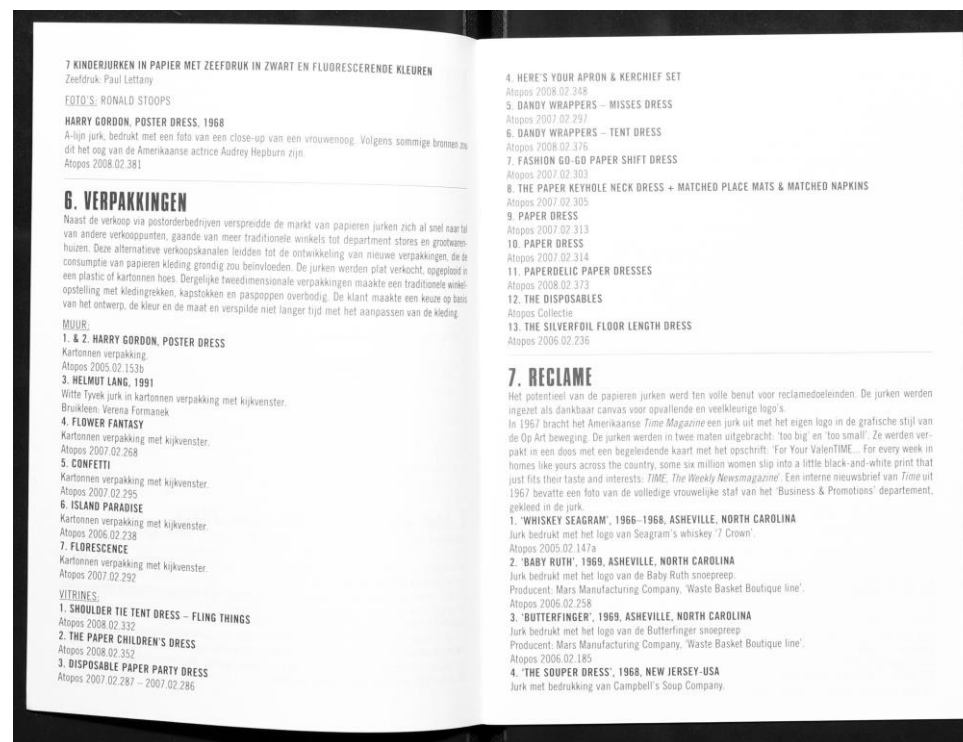 7 KINDERJURKEN IN PAPIER MET ZEEFDRUK IN ZWART EN FLUORESCERENDE KLEUREN
Zeefdruk: Paul Lettany
FOTO'S: RONALD STOOPS
HARRY GORDON, POSTER DRESS, 1968
A-lijn jurk, bedrukt met een foto van een close-up van een vrouwenoog. Volgens sommige bronnen zou
dit het oog van de Amerikaanse actrice Audrey Hepburn zijn.
Atopos 2008.02.381
6. VERPAKKINGEN
Naast de verkoop via postorderbedrijven verspreidde de markt van papieren jurken zich al snel naar tal
van andere verkooppunten, gaande van meer traditionele winkels tot department stores en grootwaren-
huizen. Deze alternatieve verkoopskanalen leidden tot de ontwikkeling van nieuwe verpakkingen, die de
consumptie van papieren kleding grondig zou beïnvloeden. De jurken werden plat verkocht, opgeplooid in
een plastic of kartonnen hoes. Dergelijke tweedimensionale verpakkingen maakte een traditionele winkel-
opstelling met kledingrekken, kapstokken en paspoppen overbodig. De klant maakte een keuze op basis
van het ontwerp, de kleur en de maat en verspilde niet langer tijd met het aanpassen van de kleding.
MUUR:
1. & 2. HARRY GORDON, POSTER DRESS
Kartonnen verpakking.
Atopos 2005.02.153b
3. HELMUT LANG, 1991
Witte Tyvek jurk in kartonnen verpakking met kijkvenster.
Bruikleen: Verena Formanek
4. FLOWER FANTASY
Kartonnen verpakking met kijkvenster.
Atopos 2007.02.268
5. CONFETTI
Kartonnen verpakking met kijkvenster.
Atopos 2007.02.295
6. ISLAND PARADISE
Kartonnen verpakking met kijkvenster.
Atopos 2006.02.238
7. FLORESCENCE
Kartonnen verpakking met kijkvenster.
Atopos 2007.02.292
VITRINES:
1. SHOULDER TIE TENT DRESS – FLING THINGS
Atopos 2008.02.332
2. THE PAPER CHILDREN'S DRESS
Atopos 2008.02.352
3. DISPOSABLE PAPER PARTY DRESS
Atopos 2007.02.287 – 2007.02.286
4. HERE'S YOUR APRON & KERCHIEF SET
Atopos 2008.02.348
5. DANDY WRAPPERS – MISSES DRESS
Atopos 2007.02.297
6. DANDY WRAPPERS – TENT DRESS
Atopos 2008.02.376
7. FASHION GO-GO PAPER SHIFT DRESS
Atopos 2007.02.303
8. THE PAPER KEYHOLE NECK DRESS + MATCHED PLACE MATS & MATCHED NAPKINS
Atopos 2007.02.305
9. PAPER DRESS
Atopos 2007.02.313
10. PAPER DRESS
Atopos 2007.02.314
11. PAPERDELIC PAPER DRESSES
Atopos 2008.02.373
12. THE DISPOSABLES
Atopos Collectie
13. THE SILVERFOIL FLOOR LENGTH DRESS
Atopos 2006.02.236
7. RECLAME
Het potentieel van de papieren jurken werd ten volle benut voor reclamedoeleinden. De jurken werden
ingezet als dankbaar canvas voor opvallende en veelkleurige logo's.
In 1967 bracht het Amerikaanse Time Magazine een jurk uit met het eigen logo in de grafische stijl van
de Op Art beweging. De jurken werden in twee maten uitgebracht: 'too big' en 'too small'. Ze werden ver-
pakt in een doos met een begeleidende kaart met het opschrift: 'For Your ValenTIME... For every week in
homes like yours across the country, some six million women slip into a little black-and-white print that
just fits their taste and interests: TIME, The Weekly Newsmagazine'. Een interne nieuwsbrief van Time uit
1967 bevatte een foto van de volledige vrouwelijke staf van het 'Business & Promotions' departement,
gekleed in de jurk.
1. 'WHISKEY SEAGRAM', 1966–1968, ASHEVILLE, NORTH CAROLINA
Jurk bedrukt met het logo van Seagram's whiskey '7 Crown'.
Atopos 2005.02.147a
2. 'BABY RUTH', 1969, ASHEVILLE, NORTH CAROLINA
Jurk bedrukt met het logo van de Baby Ruth snoepreep.
Producent: Mars Manufacturing Company, 'Waste Basket Boutique line'.
Atopos 2006.02.258
3. 'BUTTERFINGER', 1969, ASHEVILLE, NORTH CAROLINA
Jurk bedrukt met het logo van de Butterfinger snoepreep
Producent: Mars Manufacturing Company, 'Waste Basket Boutique line'.
Atopos 2006.02.185
4. 'THE SOUPER DRESS', 1968, NEW JERSEY-USA
Jurk met bedrukking van Campbell's Soup Company.